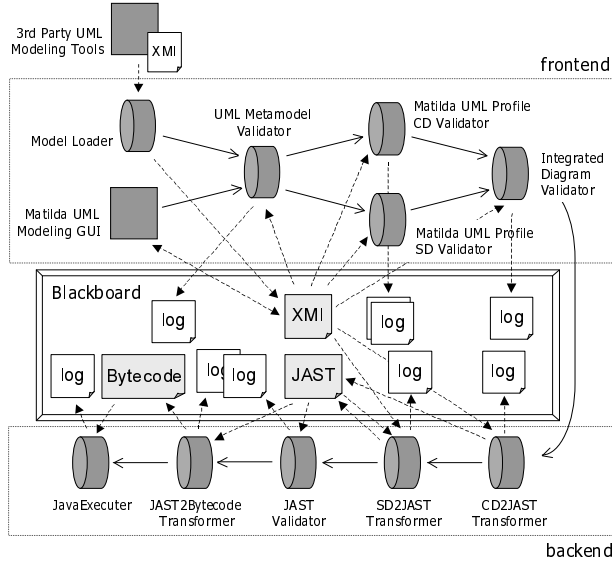 3rd Party UML
Modeling Tools
XMI
frontend
UML Metamodel
Validator
Matilda UML Profile
CD Validator
Model Loader
Integrated
Diagram
Validator
Matilda UML
Modeling GUI
Matilda UML Profile
SD Validator
Blackboard
log
XMI
log
log
log
Bytecode
log
log
JAST
log
log
JavaExecuter
JAST2Bytecode
Transformer
JAST
Validator
SD2JAST
Transformer
CD2JAST
Transformer
backend